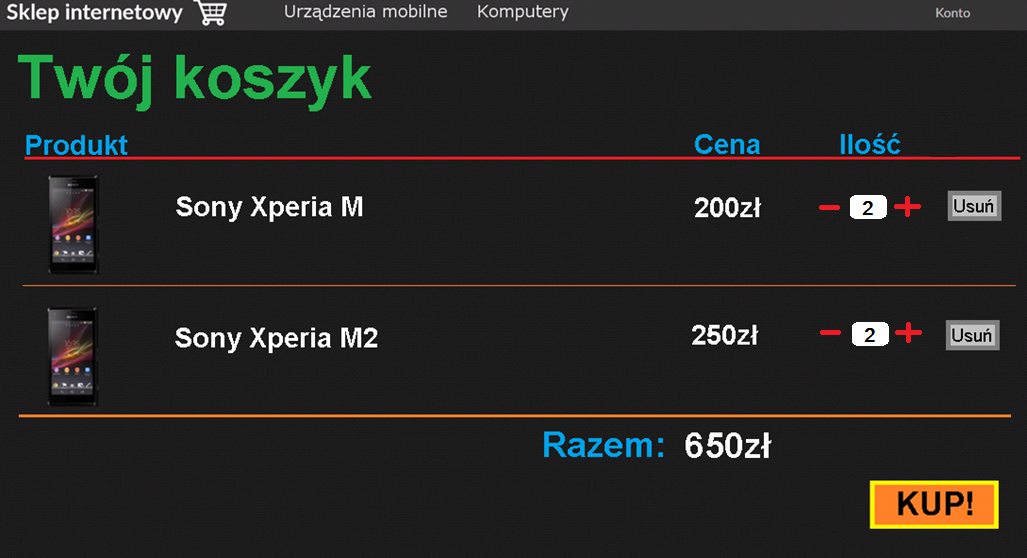 Sklep internetowy Urządzenia mobilne Komputery Konto
Twój koszyk
Produkt Cena Ilość
Sony Xperia M 200zł − 2 + Usuń
Sony Xperia M2 250zł − 2 + Usuń
Razem: 650zł
KUP!